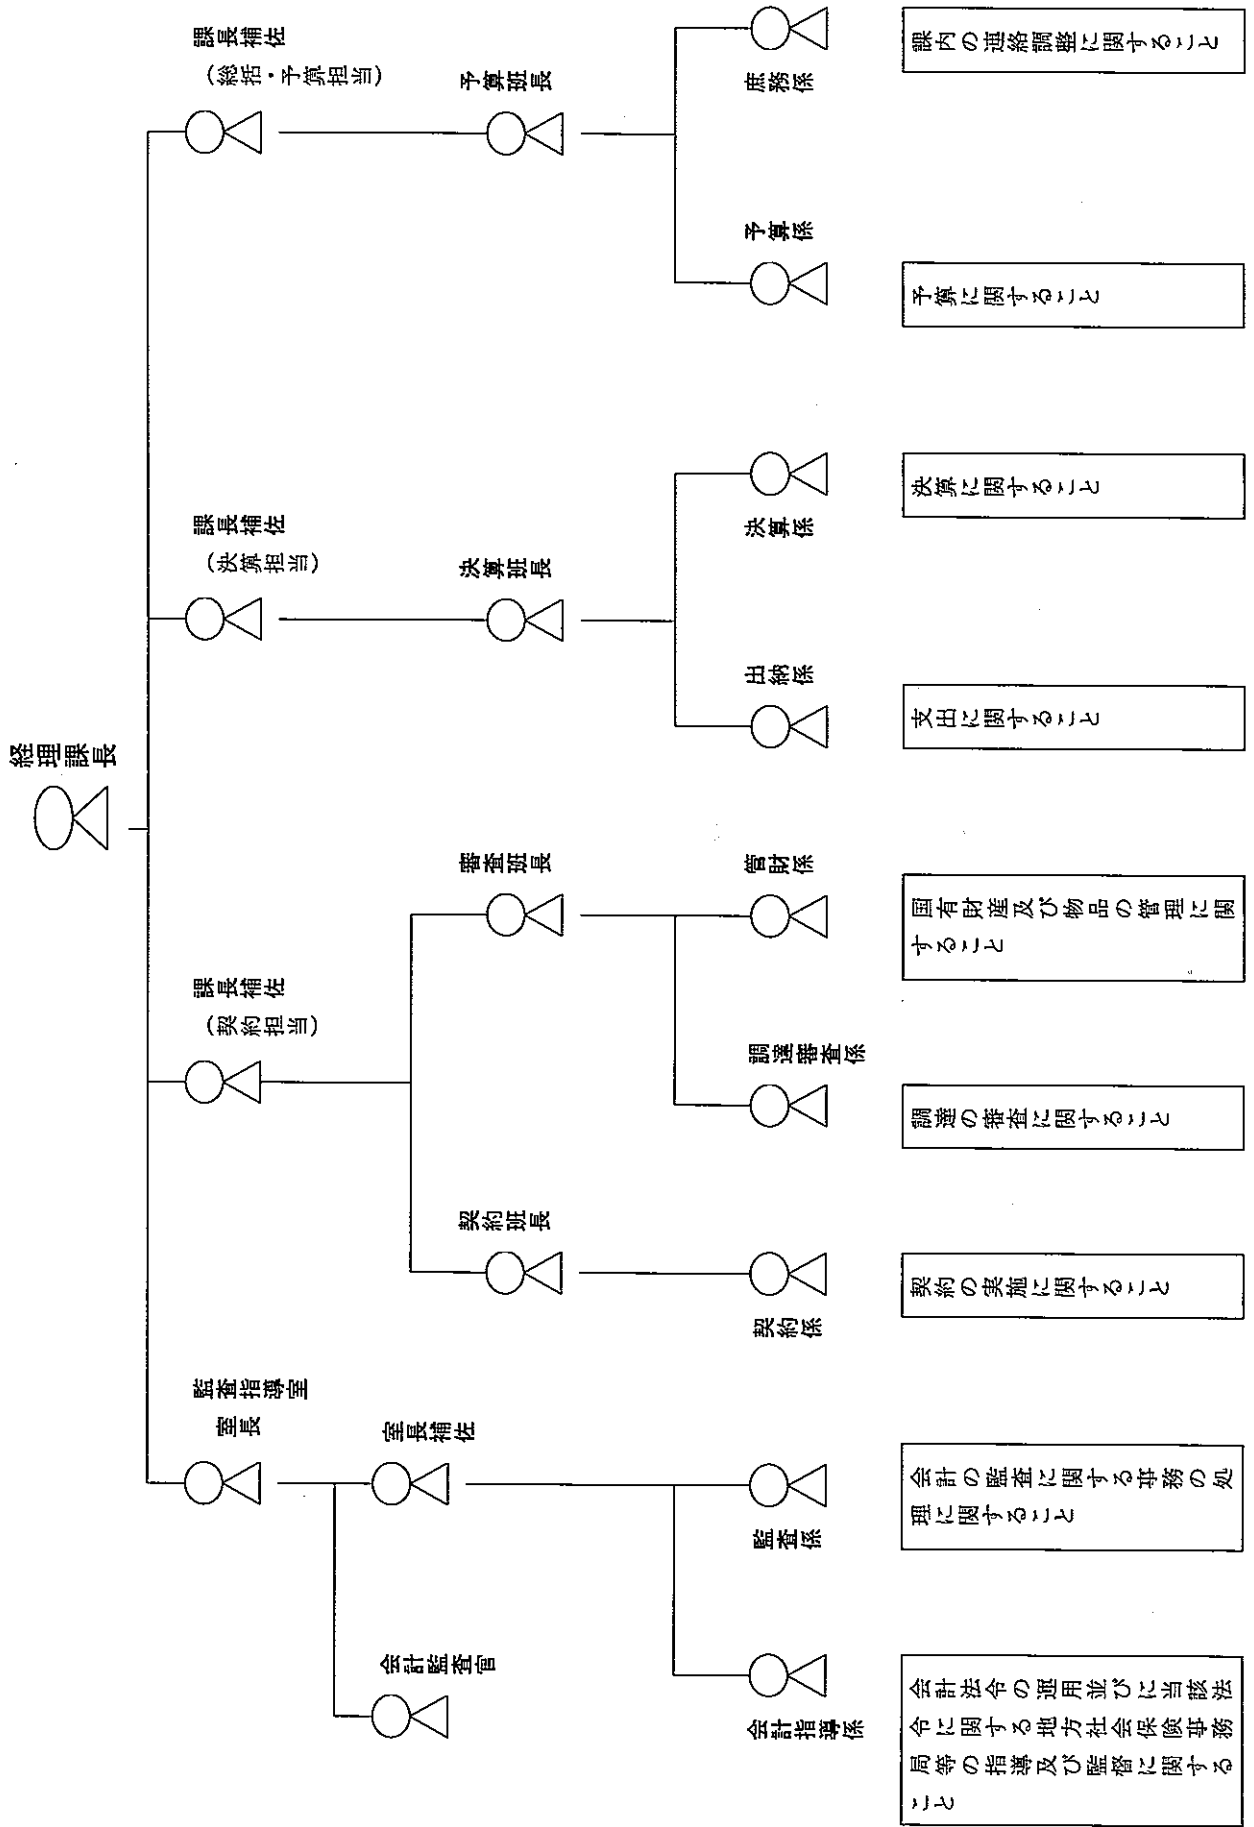 経理課長
課長補佐
（総括・予算担当）
課長補佐
（決算担当）
課長補佐
（契約担当）
監査指導室
室長
予算班長
決算班長
審査班長
契約班長
室長補佐
会計監査官
庶務係
予算係
決算係
出納係
管財係
調達審査係
契約係
監査係
会計指導係
課内の連絡調整に関すること
予算に関すること
決算に関すること
支出に関すること
国有財産及び物品の管理に関
すること
調達の審査に関すること
契約の実施に関すること
会計の監査に関する事務の処
理に関すること
会計法令の運用並びに当該法
令に関する地方社会保険事務
局等の指導及び監督に関する
こと